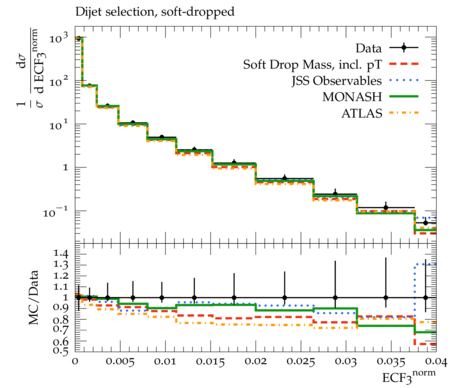 Dijet selection, soft-dropped
1/σ dσ/d ECF3^norm
10^3
10^2
10^1
1
10^−1
Data
Soft Drop Mass, incl. pT
JSS Observables
MONASH
ATLAS
MC/Data
1.4
1.3
1.2
1.1
1
0.9
0.8
0.7
0.6
0.5
0 0.005 0.01 0.015 0.02 0.025 0.03 0.035 0.04
ECF3^norm